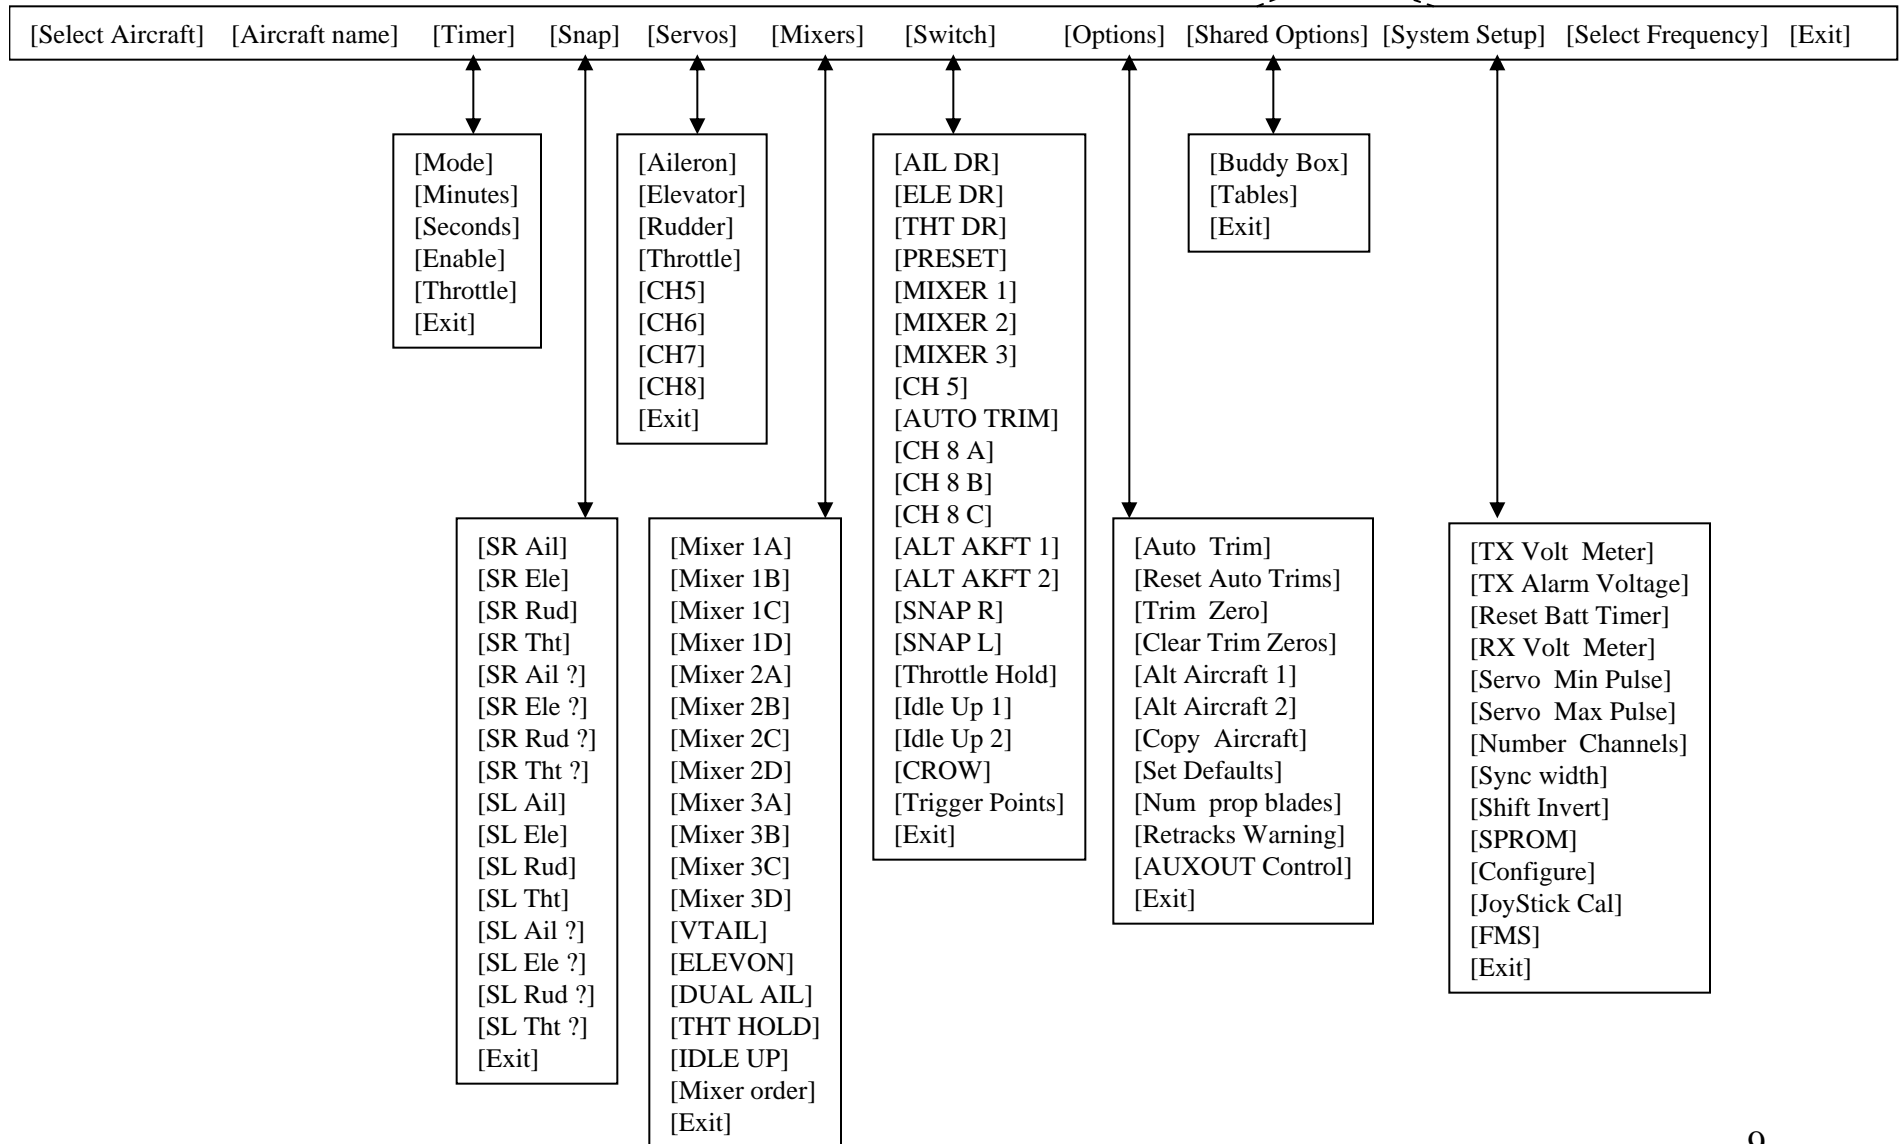 [Select Aircraft] [Aircraft name] [Timer] [Snap] [Servos] [Mixers] [Switch] [Options] [Shared Options] [System Setup] [Select Frequency] [Exit]
[Mode]
[Minutes]
[Seconds]
[Enable]
[Throttle]
[Exit]
[Aileron]
[Elevator]
[Rudder]
[Throttle]
[CH5]
[CH6]
[CH7]
[CH8]
[Exit]
[AIL DR]
[ELE DR]
[THT DR]
[PRESET]
[MIXER 1]
[MIXER 2]
[MIXER 3]
[CH 5]
[AUTO TRIM]
[CH 8 A]
[CH 8 B]
[CH 8 C]
[ALT AKFT 1]
[ALT AKFT 2]
[SNAP R]
[SNAP L]
[Throttle Hold]
[Idle Up 1]
[Idle Up 2]
[CROW]
[Trigger Points]
[Exit]
[Buddy Box]
[Tables]
[Exit]
[SR Ail]
[SR Ele]
[SR Rud]
[SR Tht]
[SR Ail ?]
[SR Ele ?]
[SR Rud ?]
[SR Tht ?]
[SL Ail]
[SL Ele]
[SL Rud]
[SL Tht]
[SL Ail ?]
[SL Ele ?]
[SL Rud ?]
[SL Tht ?]
[Exit]
[Mixer 1A]
[Mixer 1B]
[Mixer 1C]
[Mixer 1D]
[Mixer 2A]
[Mixer 2B]
[Mixer 2C]
[Mixer 2D]
[Mixer 3A]
[Mixer 3B]
[Mixer 3C]
[Mixer 3D]
[VTAIL]
[ELEVON]
[DUAL AIL]
[THT HOLD]
[IDLE UP]
[Mixer order]
[Exit]
[Auto Trim]
[Reset Auto Trims]
[Trim Zero]
[Clear Trim Zeros]
[Alt Aircraft 1]
[Alt Aircraft 2]
[Copy Aircraft]
[Set Defaults]
[Num prop blades]
[Retracks Warning]
[AUXOUT Control]
[Exit]
[TX Volt Meter]
[TX Alarm Voltage]
[Reset Batt Timer]
[RX Volt Meter]
[Servo Min Pulse]
[Servo Max Pulse]
[Number Channels]
[Sync width]
[Shift Invert]
[SPROM]
[Configure]
[JoyStick Cal]
[FMS]
[Exit]
9